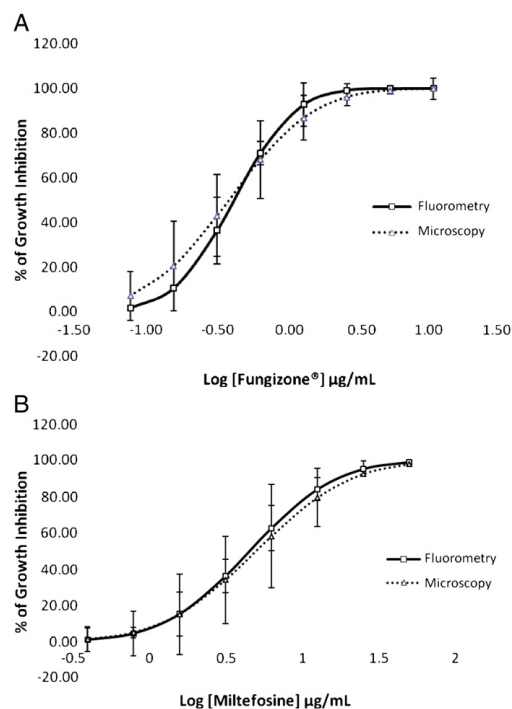 A
120.00
100.00
80.00
60.00
40.00
20.00
0.00
-20.00
% of Growth Inhibition
-1.50 -1.00 -0.50 0.00 0.50 1.00 1.50
Fluorometry
Microscopy
Log [Fungizone®] µg/mL
B
120.00
100.00
80.00
60.00
40.00
20.00
0.00
-20.00
% of Growth Inhibition
-0.5 0 0.5 1 1.5 2
Fluorometry
Microscopy
Log [Miltefosine] µg/mL